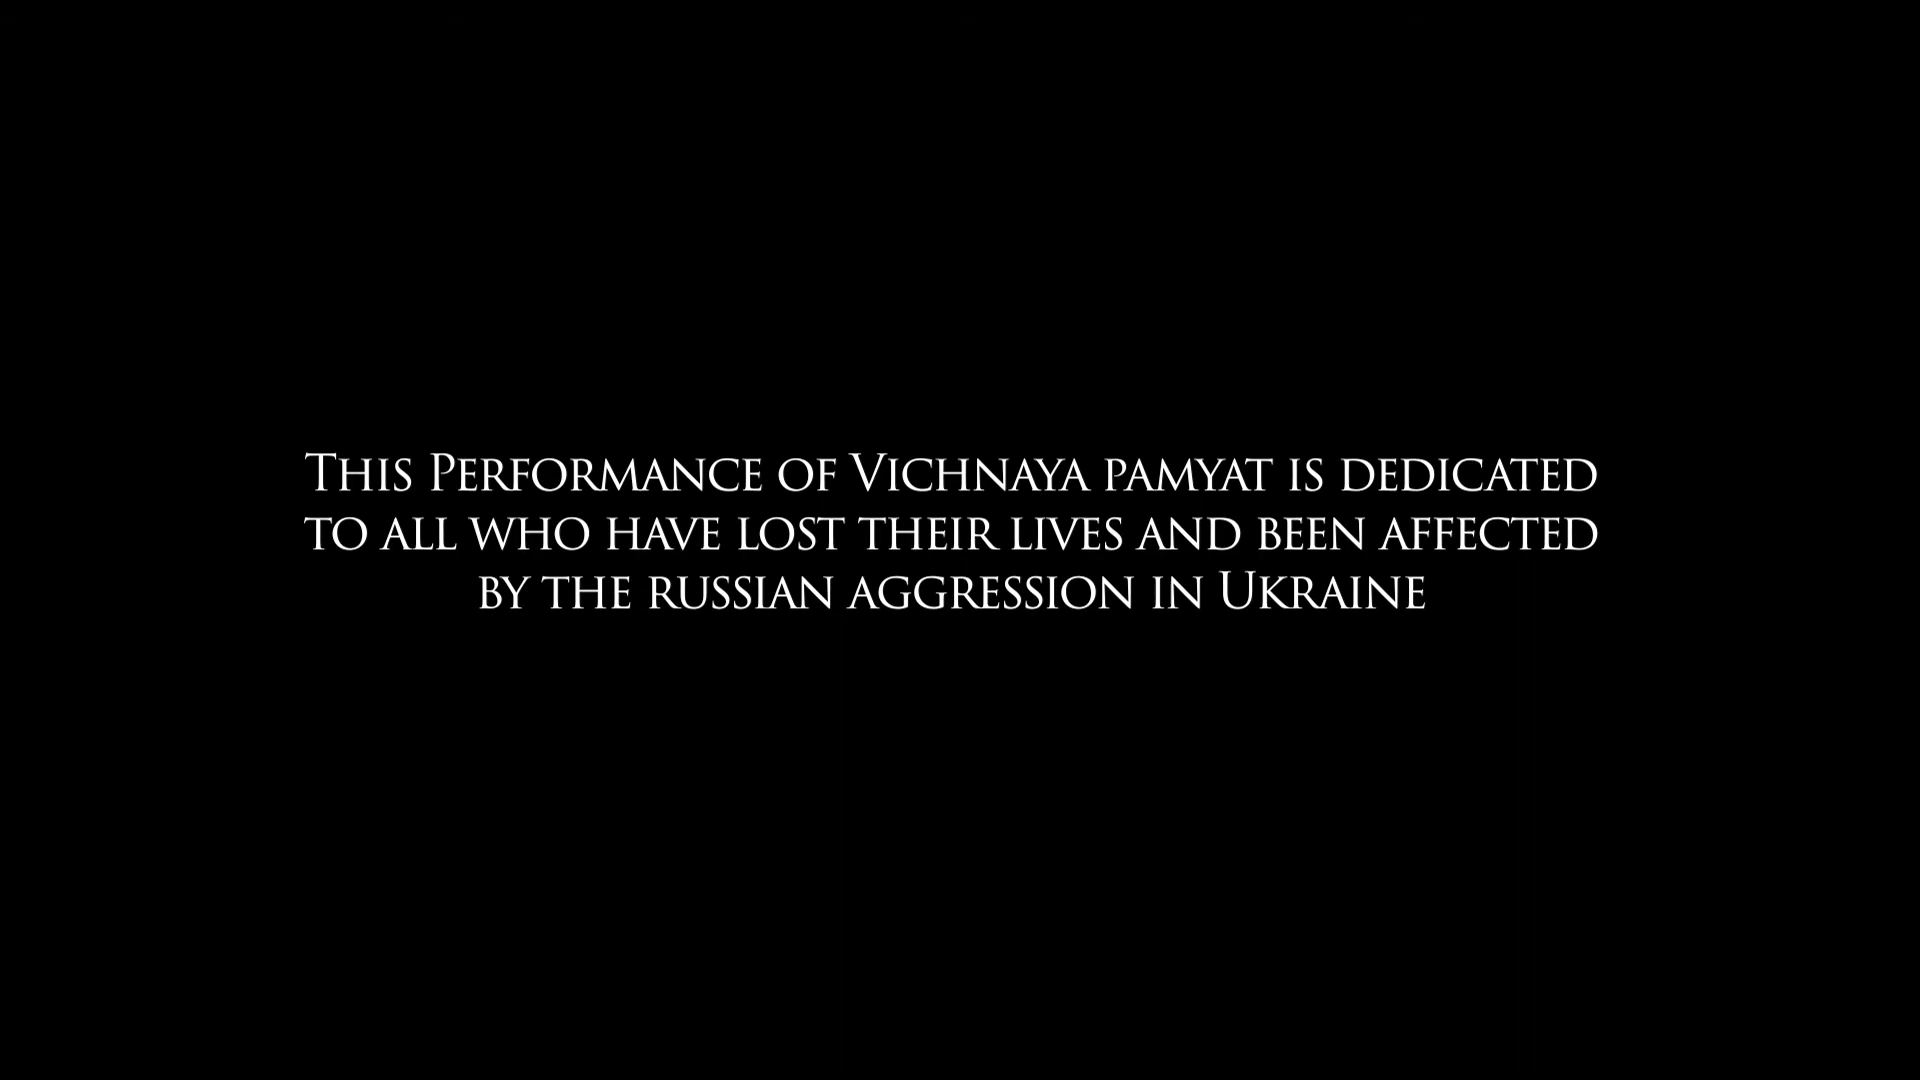 This Performance of Vichnaya pamyat is dedicated
to all who have lost their lives and been affected
by the russian aggression in Ukraine